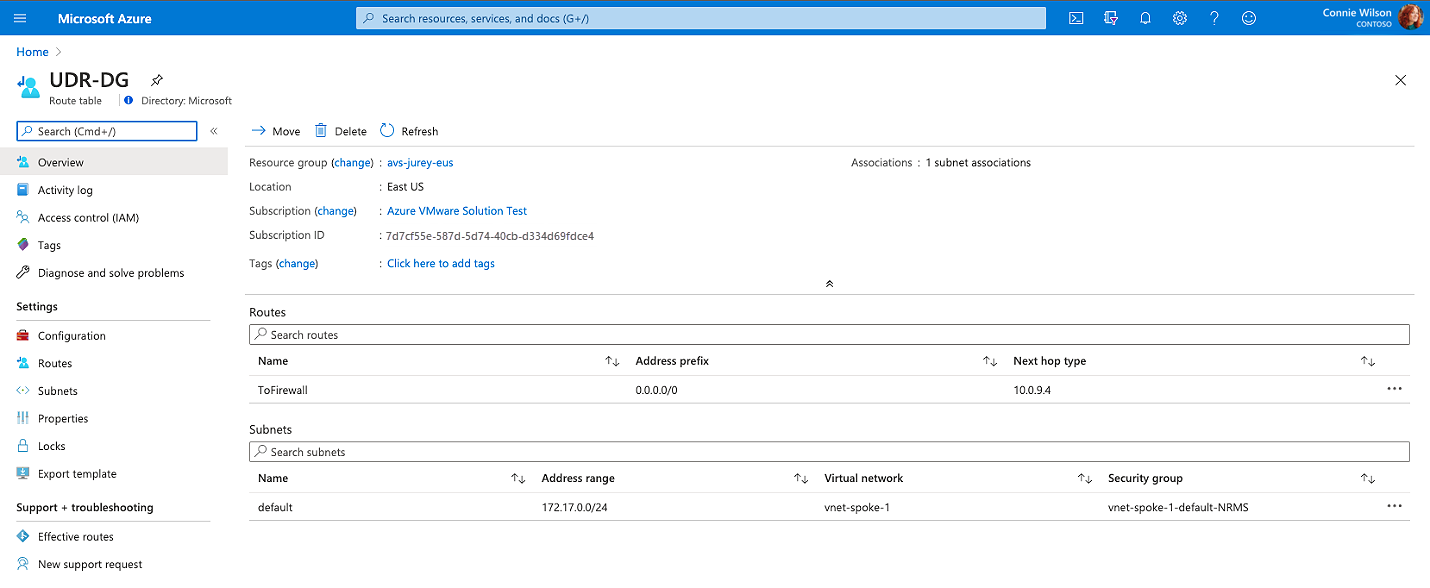 Microsoft Azure
Search resources, services, and docs (G+/)
Connie Wilson
CONTOSO
Home
UDR-DG
Route table
Directory: Microsoft
Search (Cmd+/)
Overview
Activity log
Access control (IAM)
Tags
Diagnose and solve problems
Settings
Configuration
Routes
Subnets
Properties
Locks
Export template
Support + troubleshooting
Effective routes
New support request
Move Delete Refresh
Resource group (change) : avs-jurey-eus
Location : East US
Subscription (change) : Azure VMware Solution Test
Subscription ID : 7d7cf55e-587d-5d74-40cb-d334d69fdce4
Tags (change) : Click here to add tags
Associations : 1 subnet associations
Routes
Search routes
Name Address prefix Next hop type
ToFirewall 0.0.0.0/0 10.0.9.4
Subnets
Search subnets
Name Address range Virtual network Security group
default 172.17.0.0/24 vnet-spoke-1 vnet-spoke-1-default-NRMS